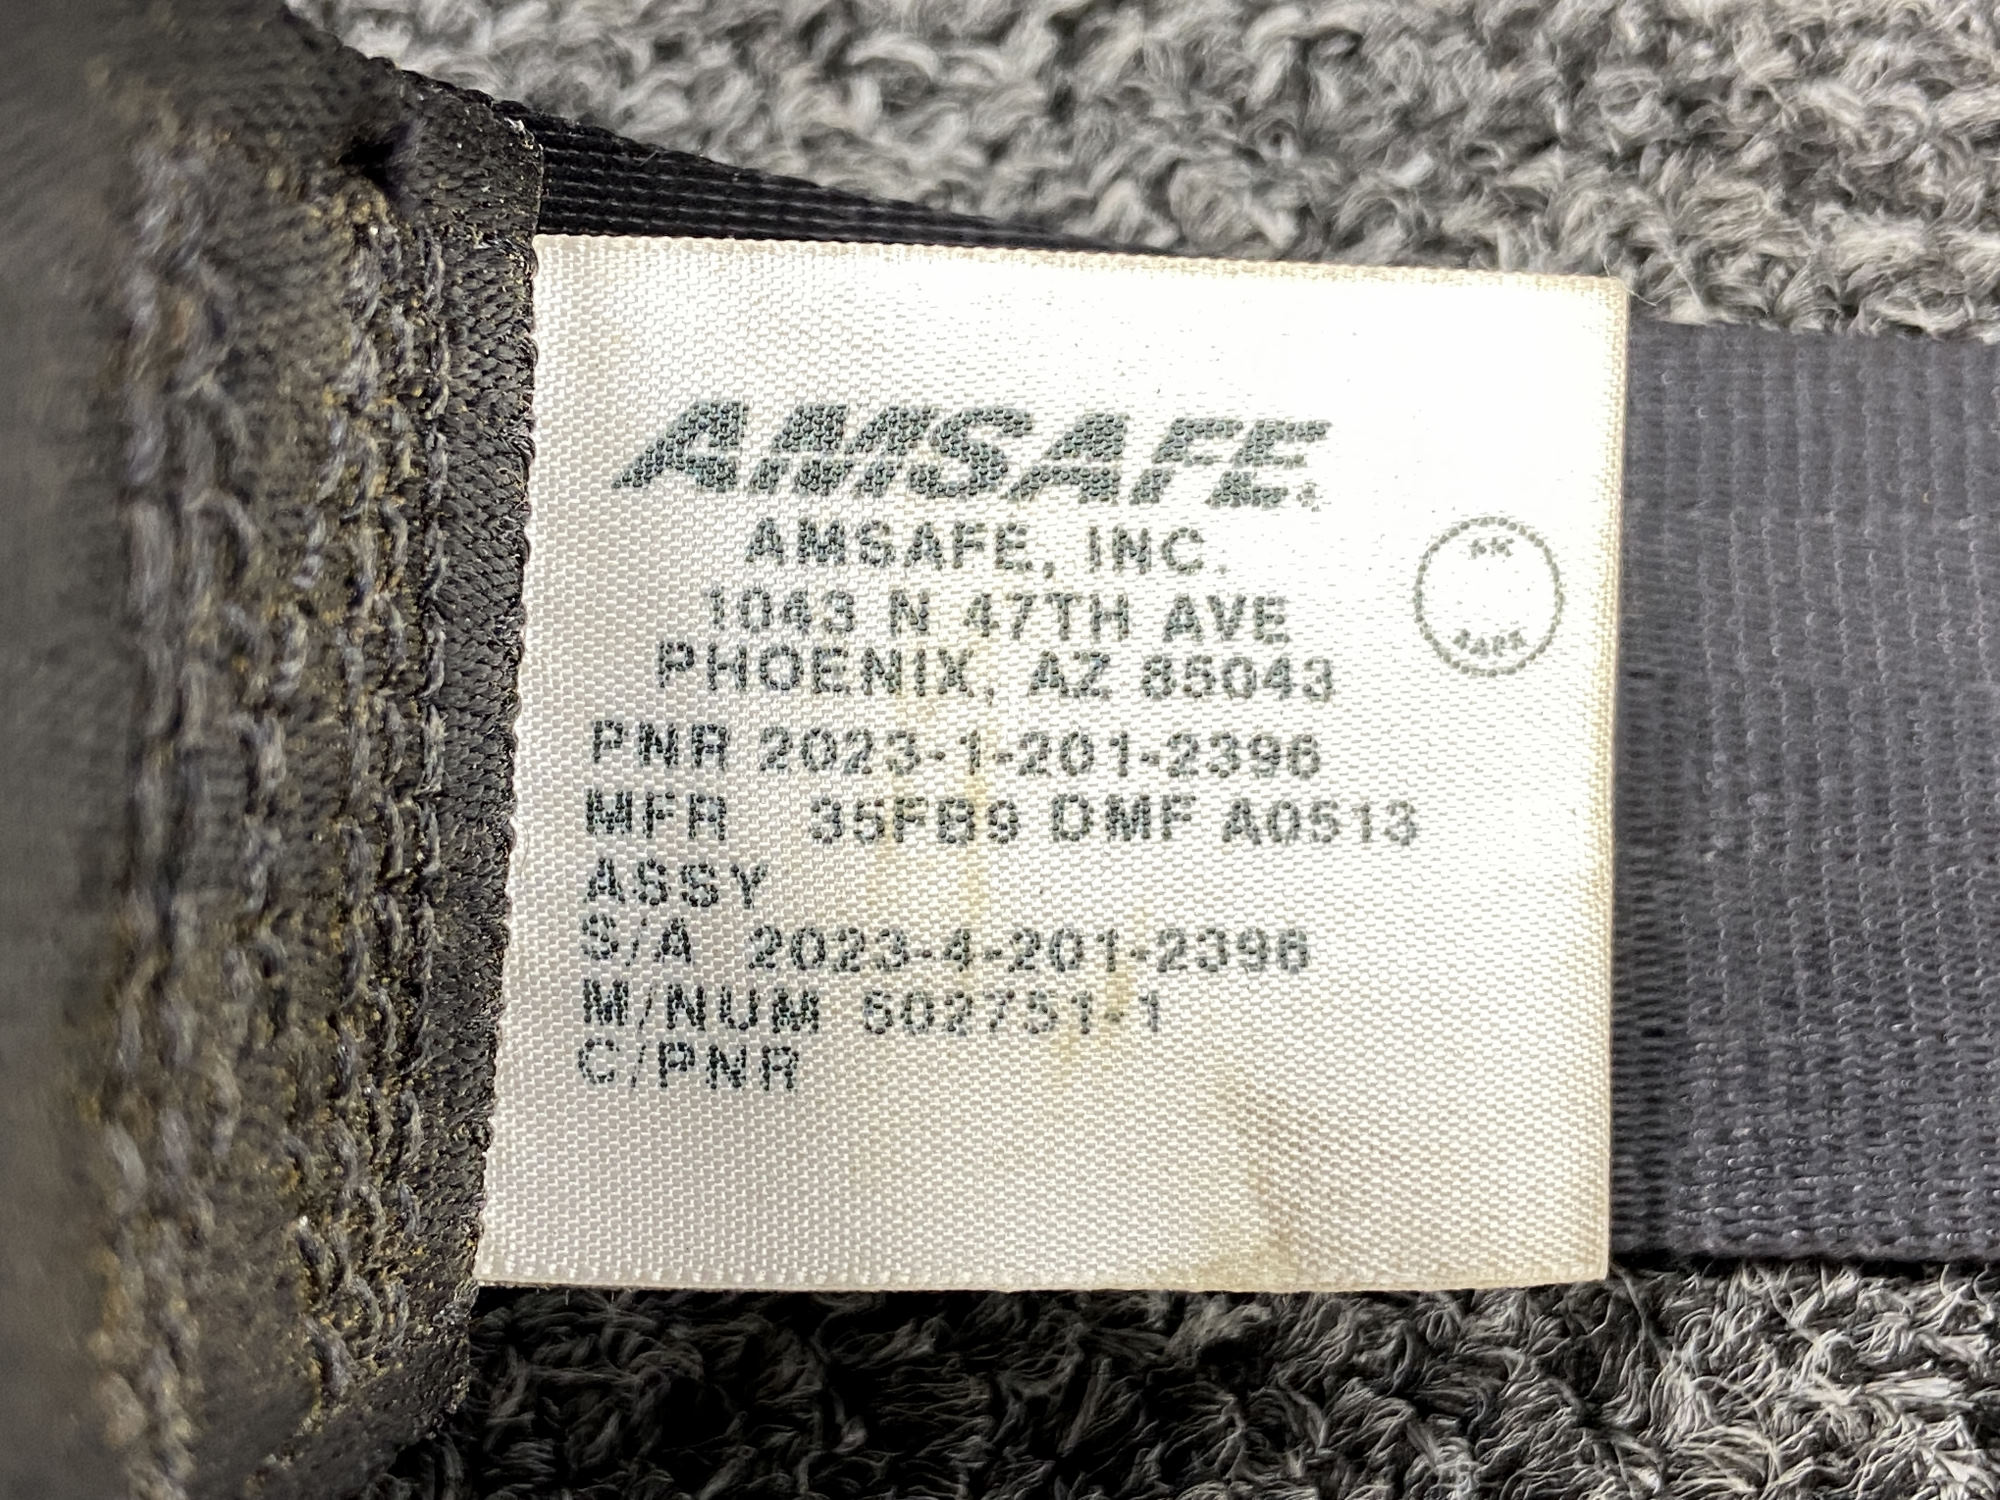 AMSAFE
AMSAFE, INC.
1043 N 47TH AVE
PHOENIX, AZ 85043
PNR 2023-1-201-2396
MFR 35FB9 DMF A0513
ASSY
S/A 2023-4-201-2396
M/NUM 502751-1
C/PNR